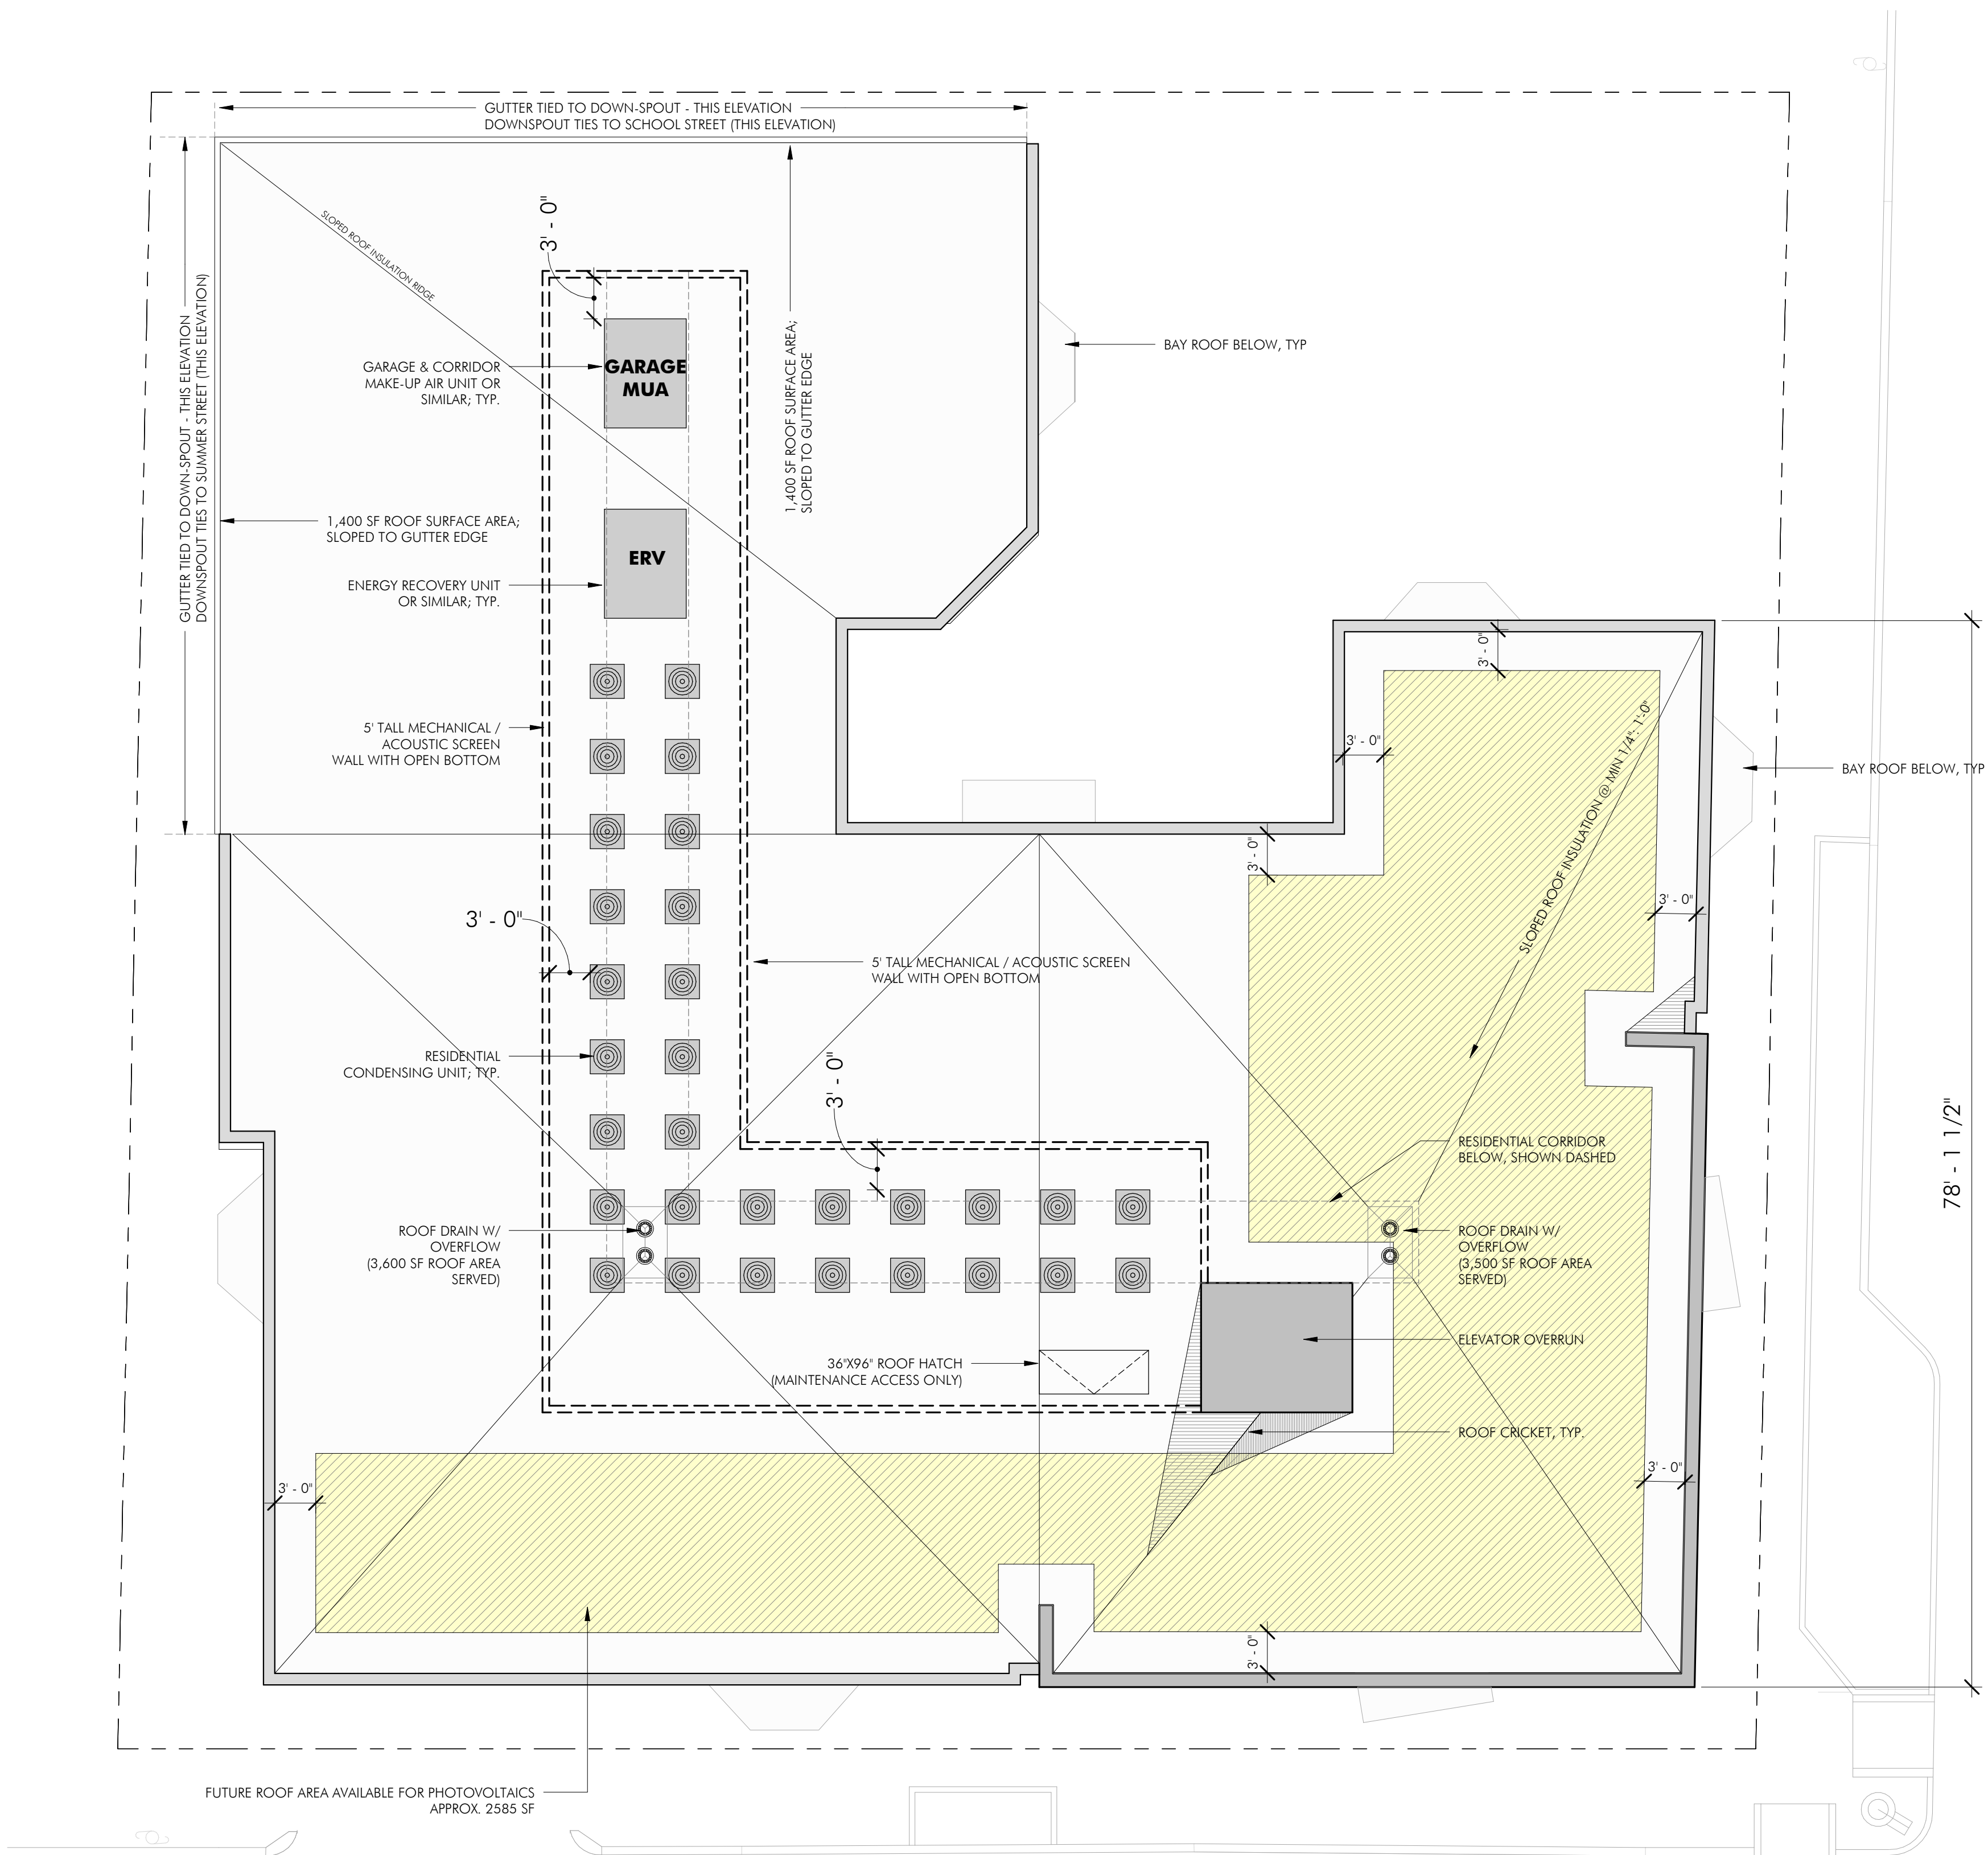 GUTTER TIED TO DOWN-SPOUT - THIS ELEVATION
DOWNSPOUT TIES TO SCHOOL STREET (THIS ELEVATION)
GUTTER TIED TO DOWN-SPOUT - THIS ELEVATION
DOWNSPOUT TIES TO SUMMER STREET (THIS ELEVATION)
SLOPED ROOF INSULATION RIDGE
3' - 0"
GARAGE & CORRIDOR
MAKE-UP AIR UNIT OR
SIMILAR; TYP.
GARAGE
MUA
1,400 SF ROOF SURFACE AREA;
SLOPED TO GUTTER EDGE
BAY ROOF BELOW, TYP
1,400 SF ROOF SURFACE AREA;
SLOPED TO GUTTER EDGE
ERV
ENERGY RECOVERY UNIT
OR SIMILAR; TYP.
3' - 0"
5' TALL MECHANICAL /
ACOUSTIC SCREEN
WALL WITH OPEN BOTTOM
3' - 0"
SLOPED ROOF INSULATION @ MIN 1/4": 1'-0"
BAY ROOF BELOW, TYP
3' - 0"
3' - 0"
3' - 0"
5' TALL MECHANICAL / ACOUSTIC SCREEN
WALL WITH OPEN BOTTOM
RESIDENTIAL
CONDENSING UNIT; TYP.
3' - 0"
78' - 1 1/2"
RESIDENTIAL CORRIDOR
BELOW, SHOWN DASHED
ROOF DRAIN W/
OVERFLOW
(3,600 SF ROOF AREA
SERVED)
ROOF DRAIN W/
OVERFLOW
(3,500 SF ROOF AREA
SERVED)
ELEVATOR OVERRUN
36"X96" ROOF HATCH
(MAINTENANCE ACCESS ONLY)
ROOF CRICKET, TYP.
3' - 0"
3' - 0"
3' - 0"
FUTURE ROOF AREA AVAILABLE FOR PHOTOVOLTAICS
APPROX. 2585 SF